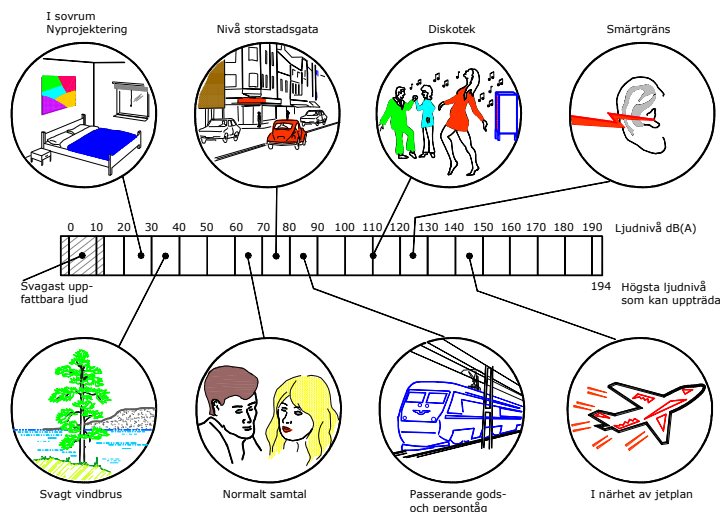 I sovrum
Nyprojektering
Nivå storstadsgata
Diskotek
Smärtgräns
0 10 20 30 40 50 60 70 80 90 100 110 120 130 140 150 160 170 180 190 Ljudnivå dB(A)
Svagast upp-
fattbara ljud
194 Högsta ljudnivå
som kan uppträda
Svagt vindbrus
Normalt samtal
Passerande gods-
och persontåg
I närhet av jetplan